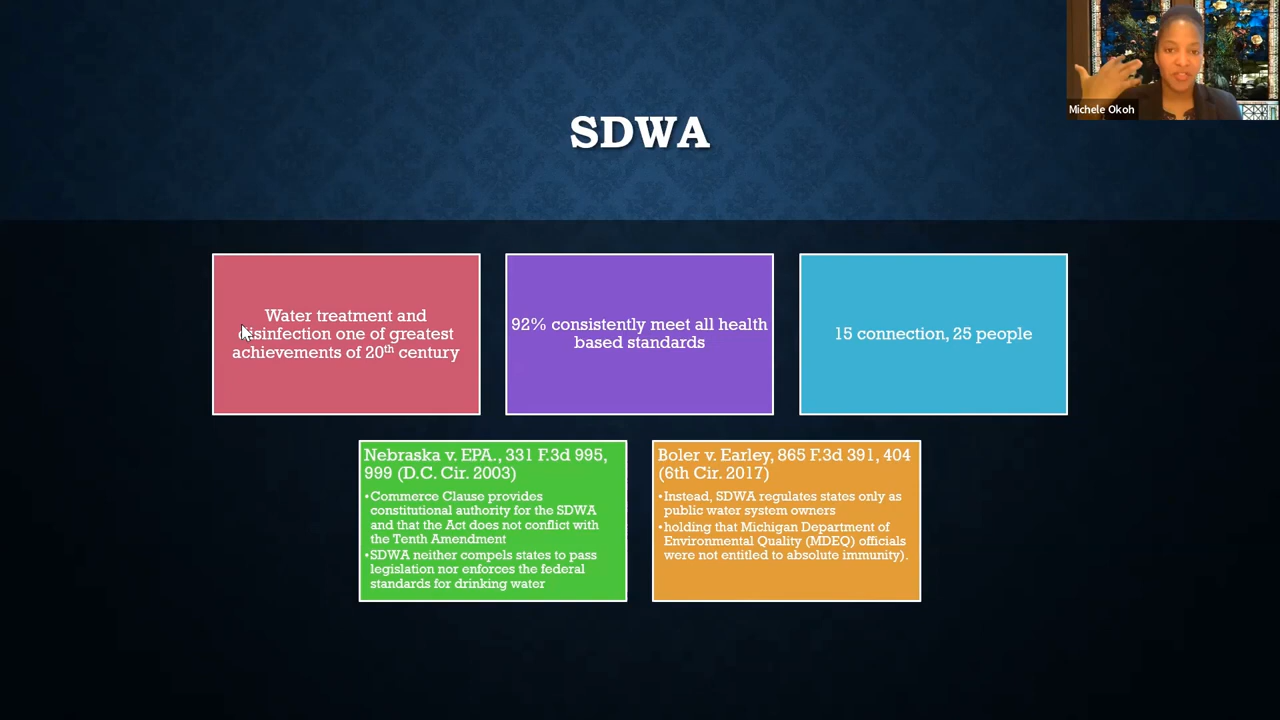 Michele Okoh
SDWA
Water treatment and
disinfection one of greatest
achievements of 20th century
92% consistently meet all health
based standards
15 connection, 25 people
Nebraska v. EPA., 331 F.3d 995,
999 (D.C. Cir. 2003)
•Commerce Clause provides
constitutional authority for the SDWA
and that the Act does not conflict with
the Tenth Amendment
•SDWA neither compels states to pass
legislation nor enforces the federal
standards for drinking water
Boler v. Earley, 865 F.3d 391, 404
(6th Cir. 2017)
•Instead, SDWA regulates states only as
public water system owners
•holding that Michigan Department of
Environmental Quality (MDEQ) officials
were not entitled to absolute immunity).